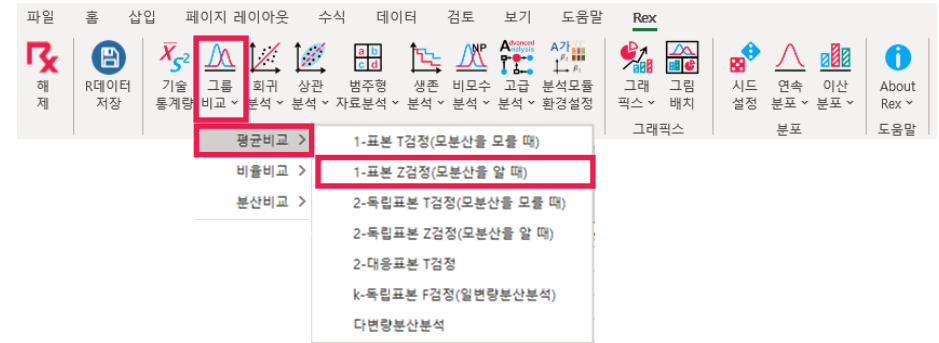 파일 홈 삽입 페이지 레이아웃 수식 데이터 검토 보기 도움말 Rex
Rx
X̄ S²
a b c d
NP
Advanced Analysis
A가
F₁
F₁
해제
R데이터 저장
기술 통계량
그룹 비교
회귀 분석
상관 분석
범주형 자료분석
생존 분석
비모수 분석
고급 분석
분석모듈 환경설정
그래픽스
그림 배치
시드 설정
연속 분포
이산 분포
About Rex
그래픽스 분포 도움말
평균비교
비율비교
분산비교
1-표본 T검정(모분산을 모를 때)
1-표본 Z검정(모분산을 알 때)
2-독립표본 T검정(모분산을 모를 때)
2-독립표본 Z검정(모분산을 알 때)
2-대응표본 T검정
k-독립표본 F검정(일변량분산분석)
다변량분산분석